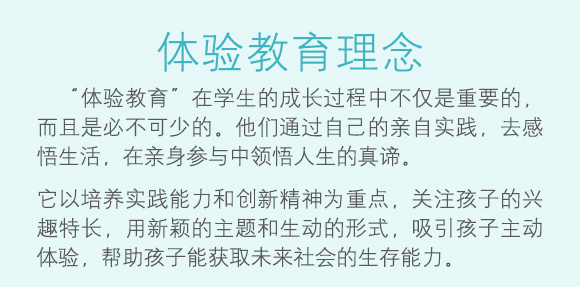 体验教育理念
“体验教育”在学生的成长过程中不仅是重要的，
而且是必不可少的。他们通过自己的亲自实践，去感
悟生活，在亲身参与中领悟人生的真谛。
它以培养实践能力和创新精神为重点，关注孩子的兴
趣特长，用新颖的主题和生动的形式，吸引孩子主动
体验，帮助孩子能获取未来社会的生存能力。